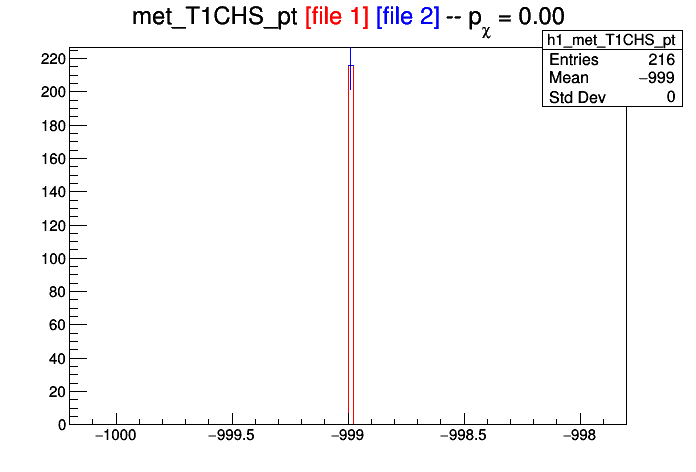 met_T1CHS_pt [file 1] [file 2] -- pχ = 0.00
h1_met_T1CHS_pt
Entries 216
Mean −999
Std Dev 0
220
200
180
160
140
120
100
80
60
40
20
0
−1000 −999.5 −999 −998.5 −998